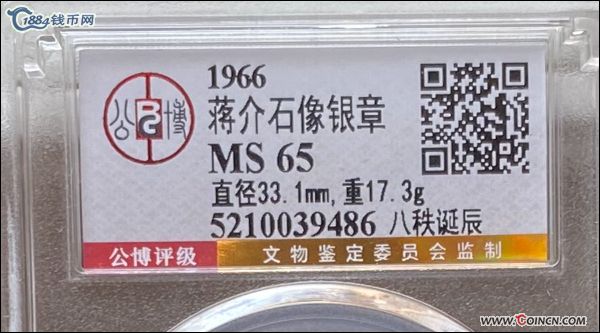 1884钱币网
1966
公博
蒋介石像银章
MS 65
直径33.1mm,重17.3g
5210039486 八秩诞辰
公博评级 文物鉴定委员会监制
www.COINCN.com